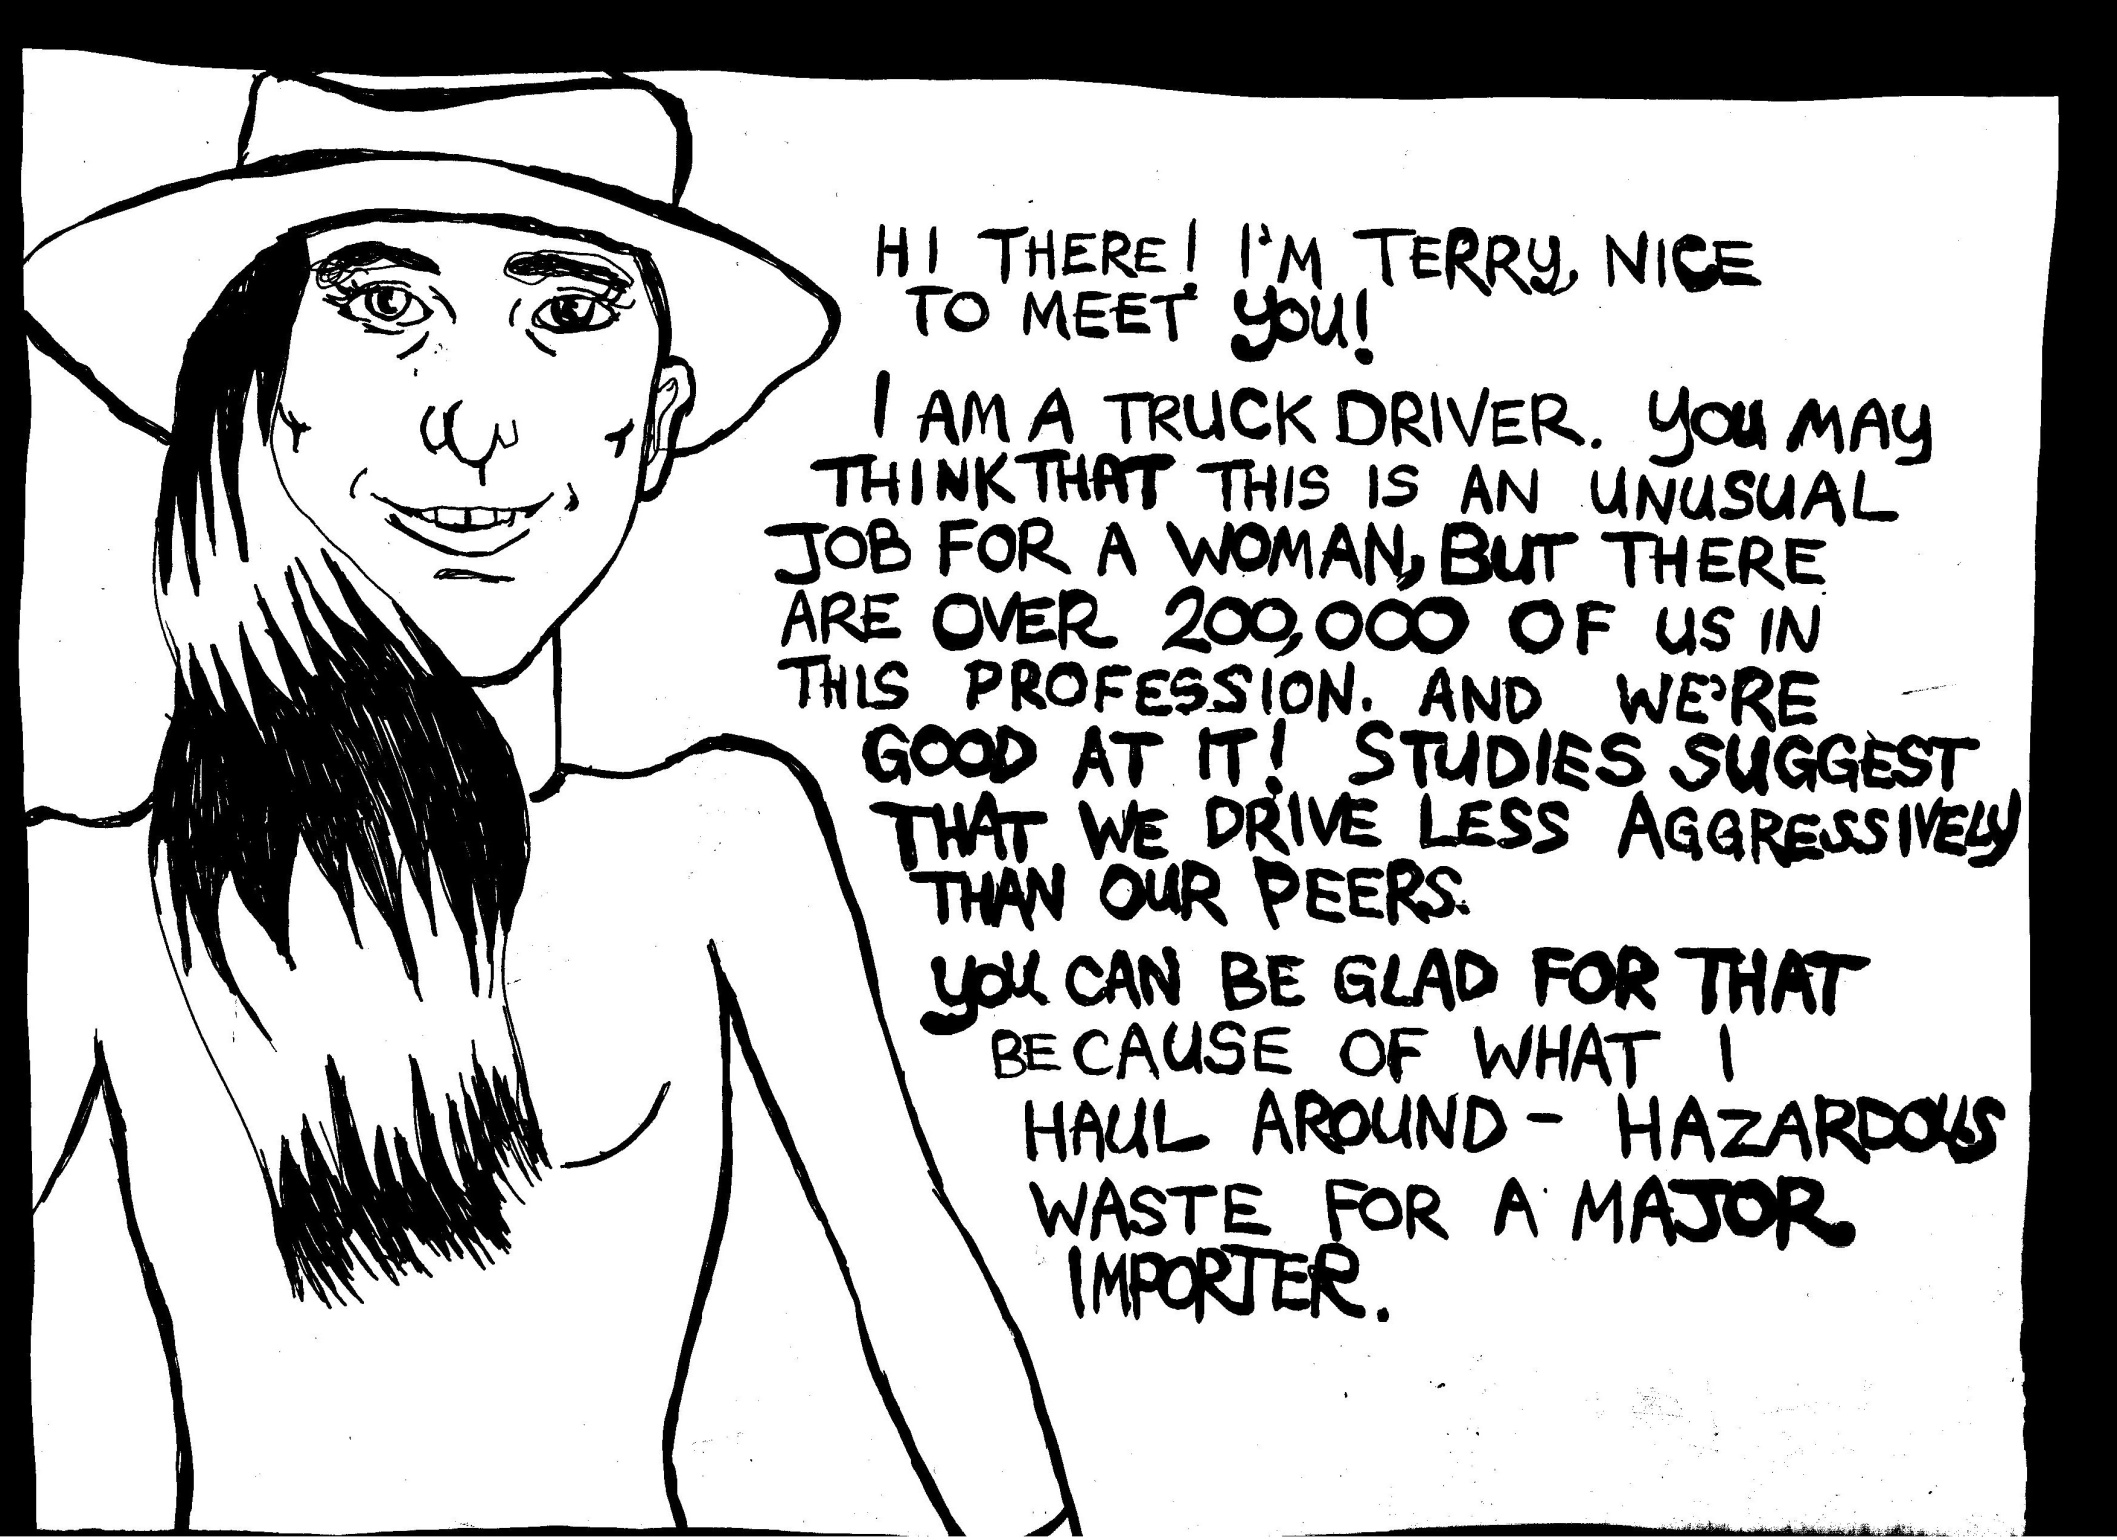 HI THERE! I'M TERRY, NICE
TO MEET YOU!
I AM A TRUCK DRIVER. YOU MAY
THINK THAT THIS IS AN UNUSUAL
JOB FOR A WOMAN, BUT THERE
ARE OVER 200,000 OF US IN
THIS PROFESSION. AND WE'RE
GOOD AT IT! STUDIES SUGGEST
THAT WE DRIVE LESS AGGRESSIVELY
THAN OUR PEERS.
YOU CAN BE GLAD FOR THAT
BECAUSE OF WHAT I
HAUL AROUND - HAZARDOUS
WASTE FOR A MAJOR
IMPORTER.